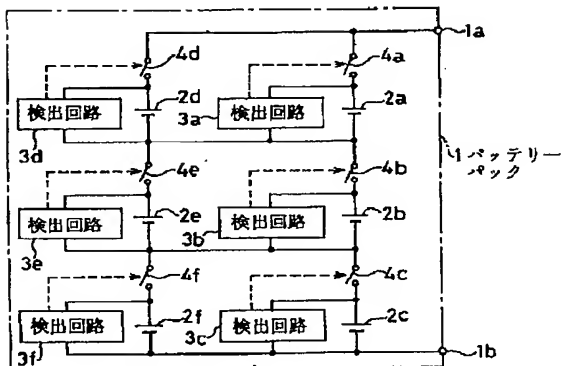 1a
4d
4a
2d
2a
検出回路
検出回路
3d
3a
1 バッテリー
パック
4e
4b
2e
2b
検出回路
検出回路
3e
3b
4f
4c
2f
2c
検出回路
検出回路
3f
3c
1b